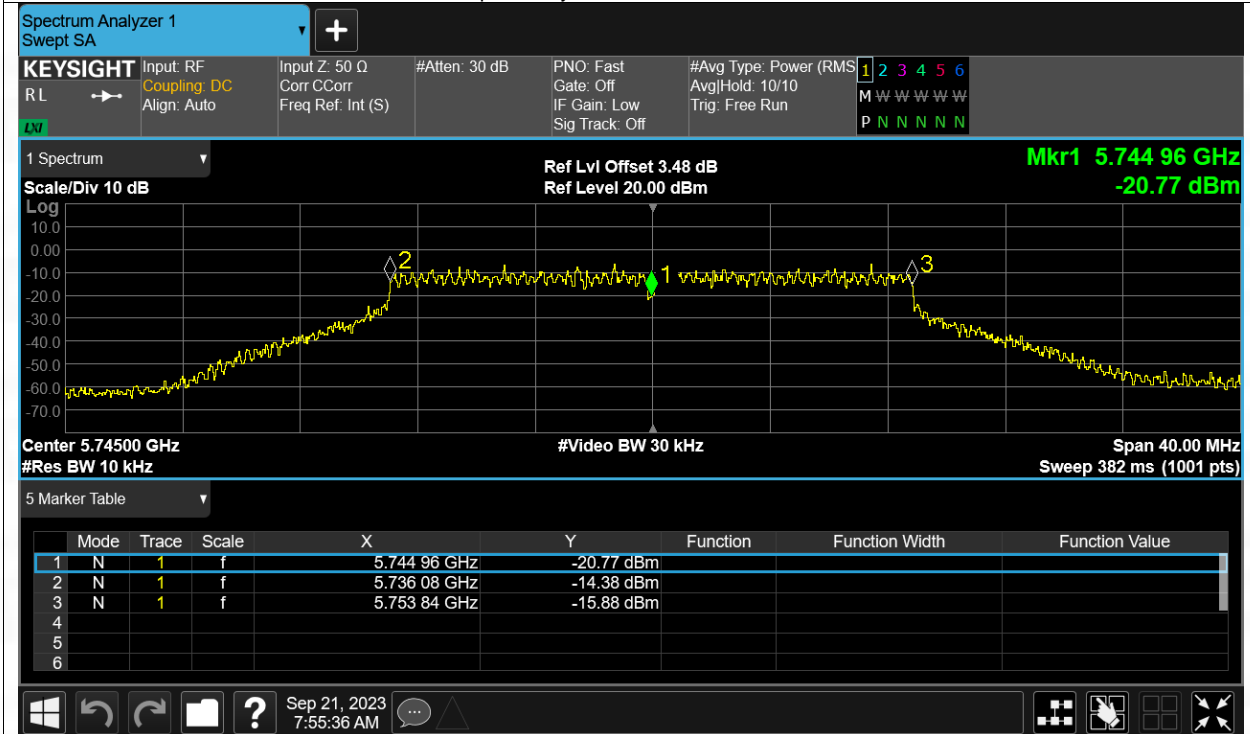 Spectrum Analyzer 1
Swept SA
KEYSIGHT Input: RF Input Z: 50 Ω #Atten: 30 dB PNO: Fast #Avg Type: Power (RMS 1 2 3 4 5 6
R L Coupling: DC Corr CCorr Gate: Off Avg|Hold: 10/10 M W W W W W
Align: Auto Freq Ref: Int (S) IF Gain: Low Trig: Free Run
LXI Sig Track: Off P N N N N N
1 Spectrum Ref Lvl Offset 3.48 dB Mkr1 5.744 96 GHz
Scale/Div 10 dB Ref Level 20.00 dBm -20.77 dBm
Log
10.0
0.00
-10.0
-20.0
-30.0
-40.0
-50.0
-60.0
-70.0
2
1
3
Center 5.74500 GHz #Video BW 30 kHz Span 40.00 MHz
#Res BW 10 kHz Sweep 382 ms (1001 pts)
5 Marker Table
Mode Trace Scale X Y Function Function Width Function Value
1 N 1 f 5.744 96 GHz -20.77 dBm
2 N 1 f 5.736 08 GHz -14.38 dBm
3 N 1 f 5.753 84 GHz -15.88 dBm
4
5
6
? Sep 21, 2023
7:55:36 AM